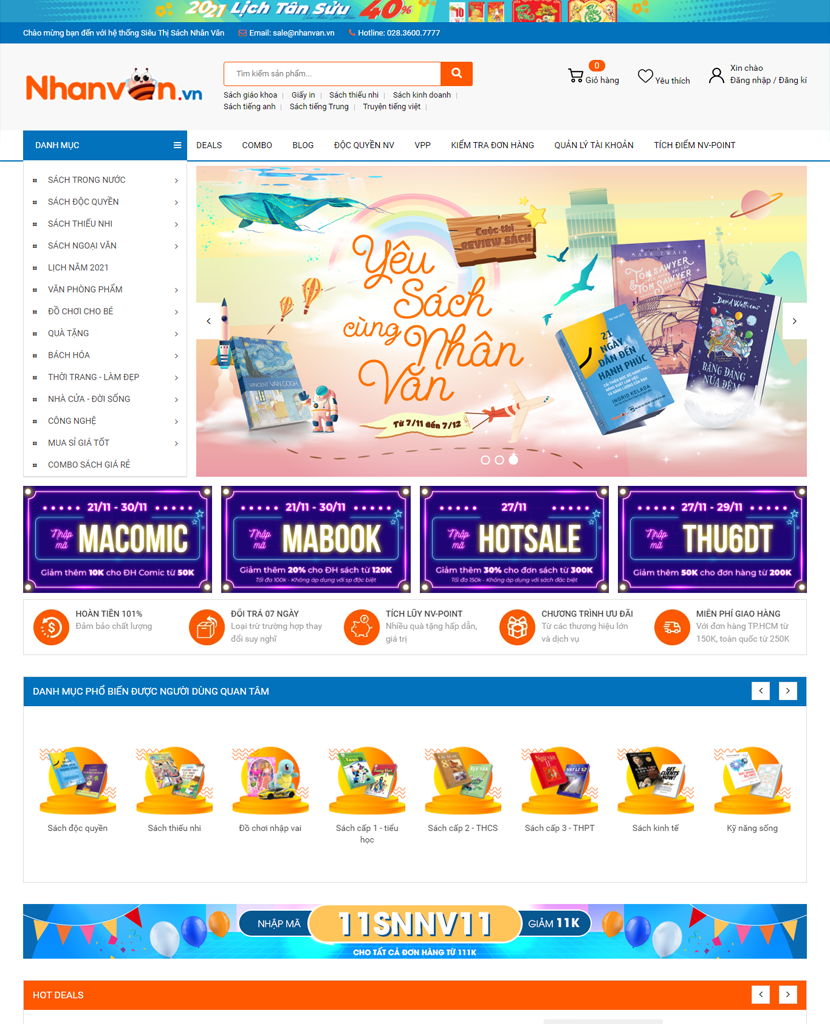 2021 Lịch Tân Sửu 40%
Chào mừng bạn đến với hệ thống Siêu Thị Sách Nhân Văn Email: sale@nhanvan.vn Hotline: 028.3600.7777
Nhanvan.vn
Tìm kiếm sản phẩm...
Sách giáo khoa | Giấy in | Sách thiếu nhi | Sách kinh doanh |
Sách tiếng anh | Sách tiếng Trung | Truyện tiếng việt |
0
Giỏ hàng
Yêu thích
Xin chào
Đăng nhập / Đăng kí
DANH MỤC
DEALS COMBO BLOG ĐỘC QUYỀN NV VPP KIỂM TRA ĐƠN HÀNG QUẢN LÝ TÀI KHOẢN TÍCH ĐIỂM NV-POINT
SÁCH TRONG NƯỚC
SÁCH ĐỘC QUYỀN
SÁCH THIẾU NHI
SÁCH NGOẠI VĂN
LỊCH NĂM 2021
VĂN PHÒNG PHẨM
ĐỒ CHƠI CHO BÉ
QUÀ TẶNG
BÁCH HÓA
THỜI TRANG - LÀM ĐẸP
NHÀ CỬA - ĐỜI SỐNG
CÔNG NGHỆ
MUA SỈ GIÁ TỐT
COMBO SÁCH GIÁ RẺ
Cuộc thi
REVIEW SÁCH
Yêu
Sách
cùng Nhân
Văn
Từ 7/11 đến 7/12
VINCENT VAN GOGH
MARK TWAIN
TOM SAWYER
TOM SAWYER
21
NGÀY
DẪN ĐẾN
HẠNH PHÚC
INGRID KELADA
David Walliams
BĂNG ĐẢNG
NỬA ĐÊM
21/11 - 30/11
Nhập
mã
MACOMIC
Giảm thêm 10K cho ĐH Comic từ 50K
21/11 - 30/11
Nhập
mã
MABOOK
Giảm thêm 20% cho ĐH sách từ 120K
Tối đa 100k - Không áp dụng với sp đặc biệt
27/11
Nhập
mã
HOTSALE
Giảm thêm 30% cho đơn sách từ 300K
Tối đa 150k - Không áp dụng với sách đặc biệt
27/11 - 29/11
Nhập
mã
THU6DT
Giảm thêm 50K cho đơn hàng từ 200K
HOÀN TIỀN 101%
Đảm bảo chất lượng
ĐỔI TRẢ 07 NGÀY
Loại trừ trường hợp thay
đổi suy nghĩ
TÍCH LŨY NV-POINT
Nhiều quà tặng hấp dẫn,
giá trị
CHƯƠNG TRÌNH ƯU ĐÃI
Từ các thương hiệu lớn
và dịch vụ
MIỄN PHÍ GIAO HÀNG
Với đơn hàng TP.HCM từ
150K, toàn quốc từ 250K
DANH MỤC PHỔ BIẾN ĐƯỢC NGƯỜI DÙNG QUAN TÂM
Sách độc quyền
Sách thiếu nhi
Đồ chơi nhập vai
Sách cấp 1 - tiểu
học
Sách cấp 2 - THCS
Sách cấp 3 - THPT
Sách kinh tế
Kỹ năng sống
NHẬP MÃ 11SNNV11 GIẢM 11K
CHO TẤT CẢ ĐƠN HÀNG TỪ 111K
HOT DEALS